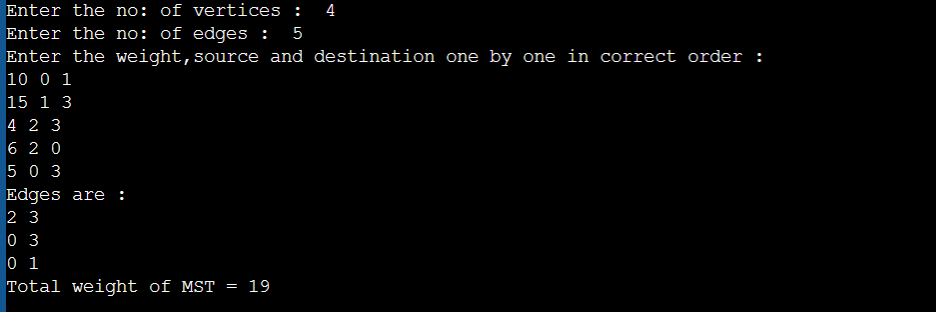 Enter the no: of vertices :  4
Enter the no: of edges :  5
Enter the weight,source and destination one by one in correct order :
10 0 1
15 1 3
4 2 3
6 2 0
5 0 3
Edges are :
2 3
0 3
0 1
Total weight of MST = 19